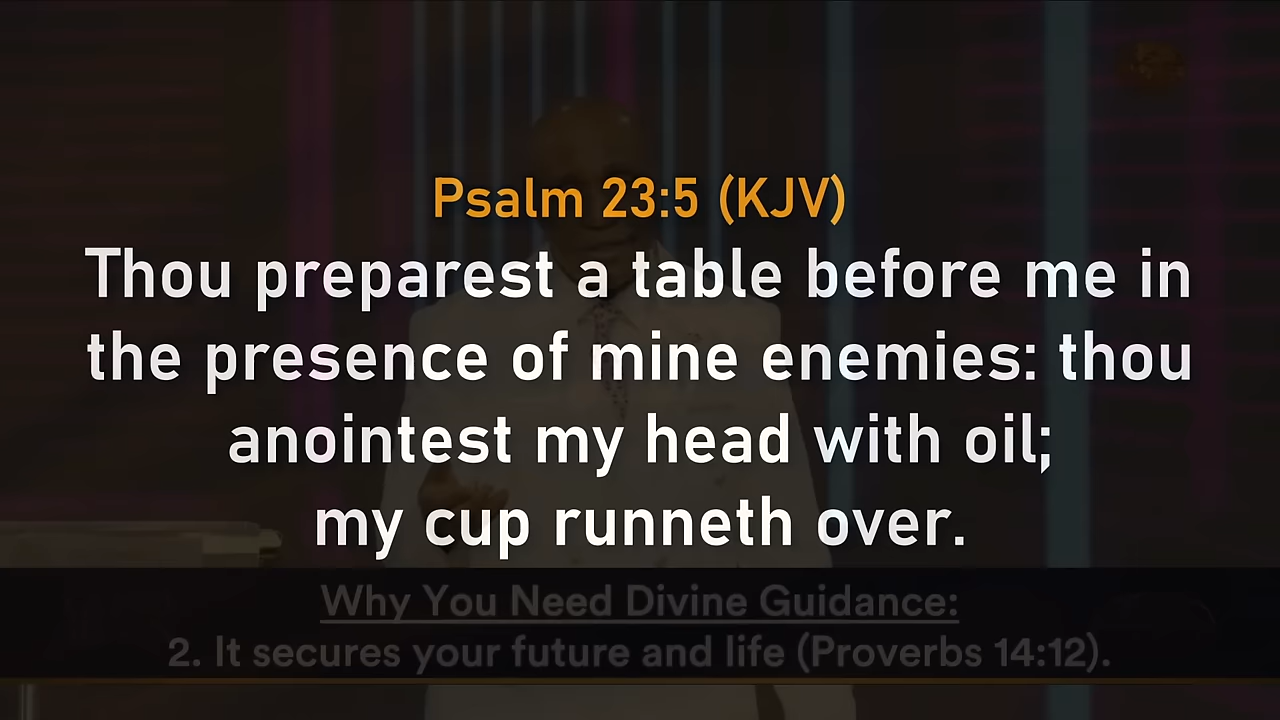 Psalm 23:5 (KJV)
Thou preparest a table before me in
the presence of mine enemies: thou
anointest my head with oil;
my cup runneth over.
Why You Need Divine Guidance:
2. It secures your future and life (Proverbs 14:12).